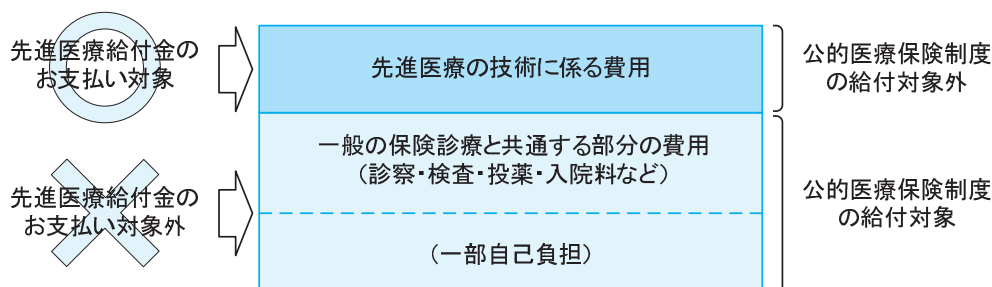 先進医療給付金の
お支払い対象
先進医療の技術に係る費用
公的医療保険制度
の給付対象外
一般の保険診療と共通する部分の費用
（診察・検査・投薬・入院料など）
先進医療給付金の
お支払い対象外
（一部自己負担）
公的医療保険制度
の給付対象